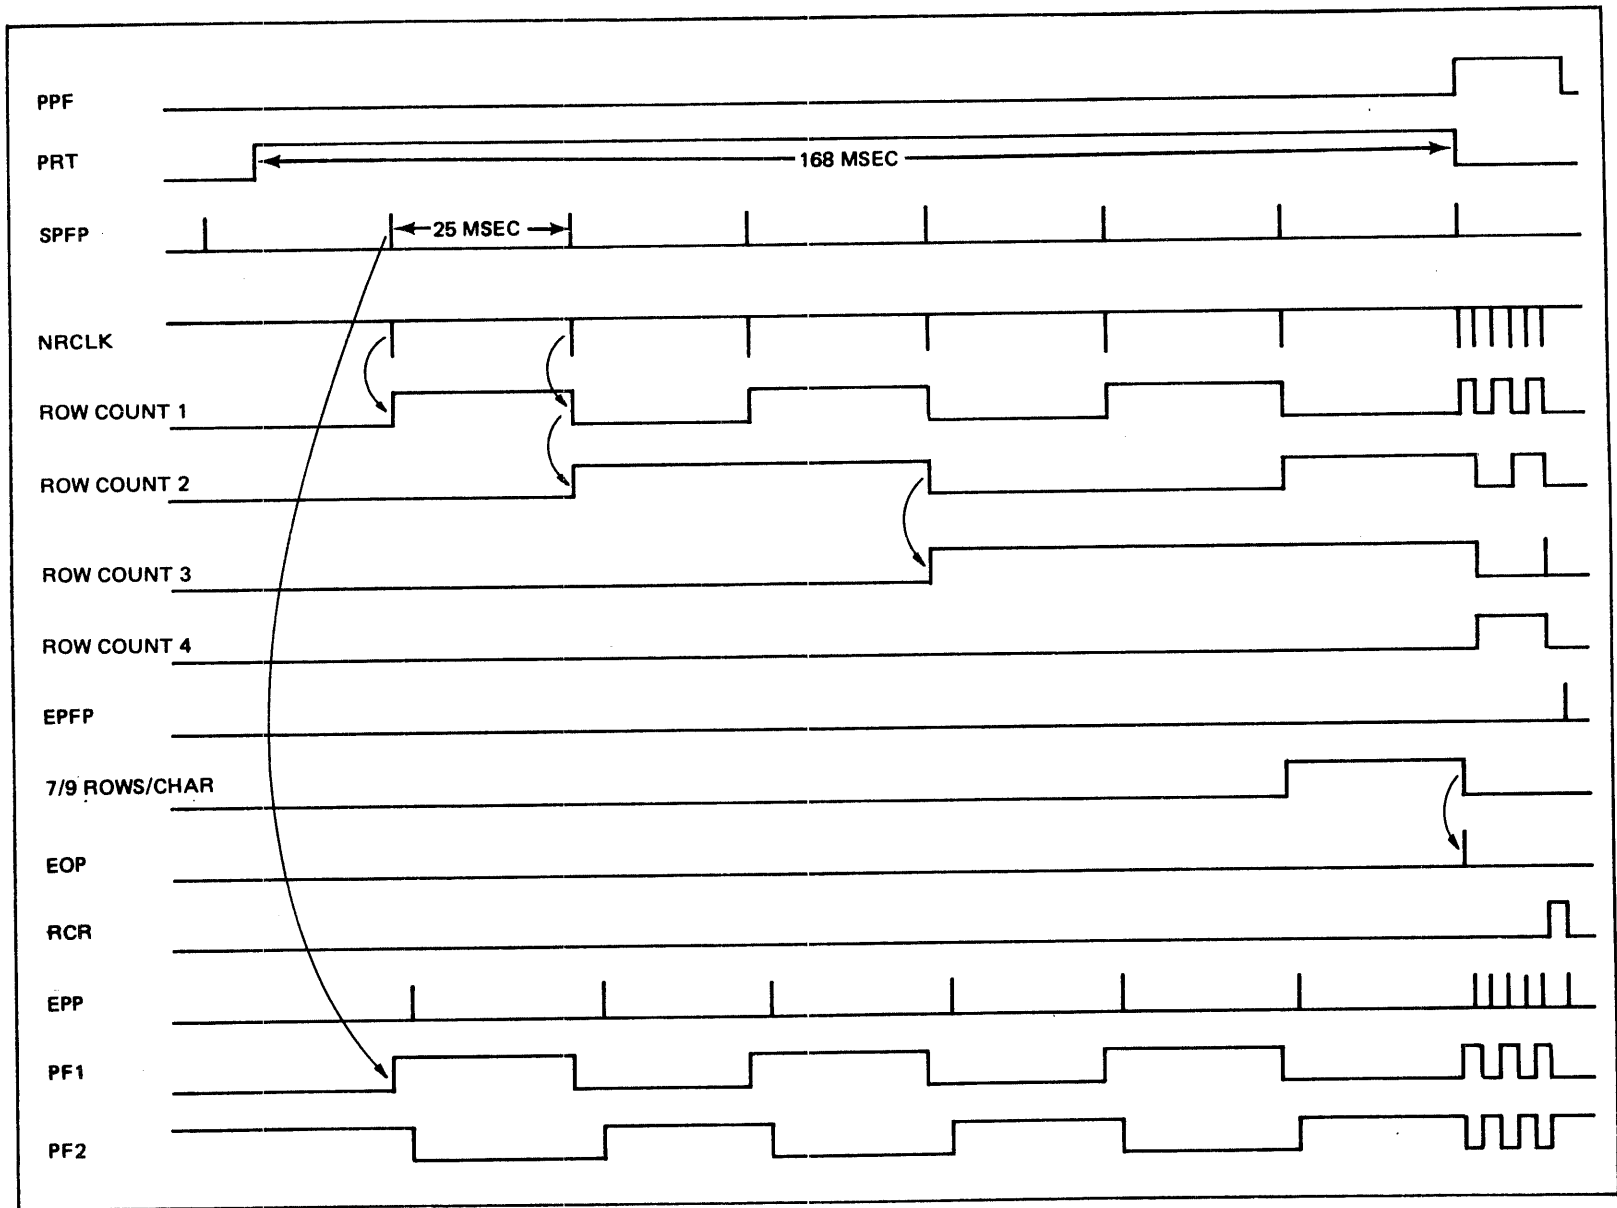 PPF
PRT
168 MSEC
SPFP
25 MSEC
NRCLK
ROW COUNT 1
ROW COUNT 2
ROW COUNT 3
ROW COUNT 4
EPFP
7/9 ROWS/CHAR
EOP
RCR
EPP
PF1
PF2